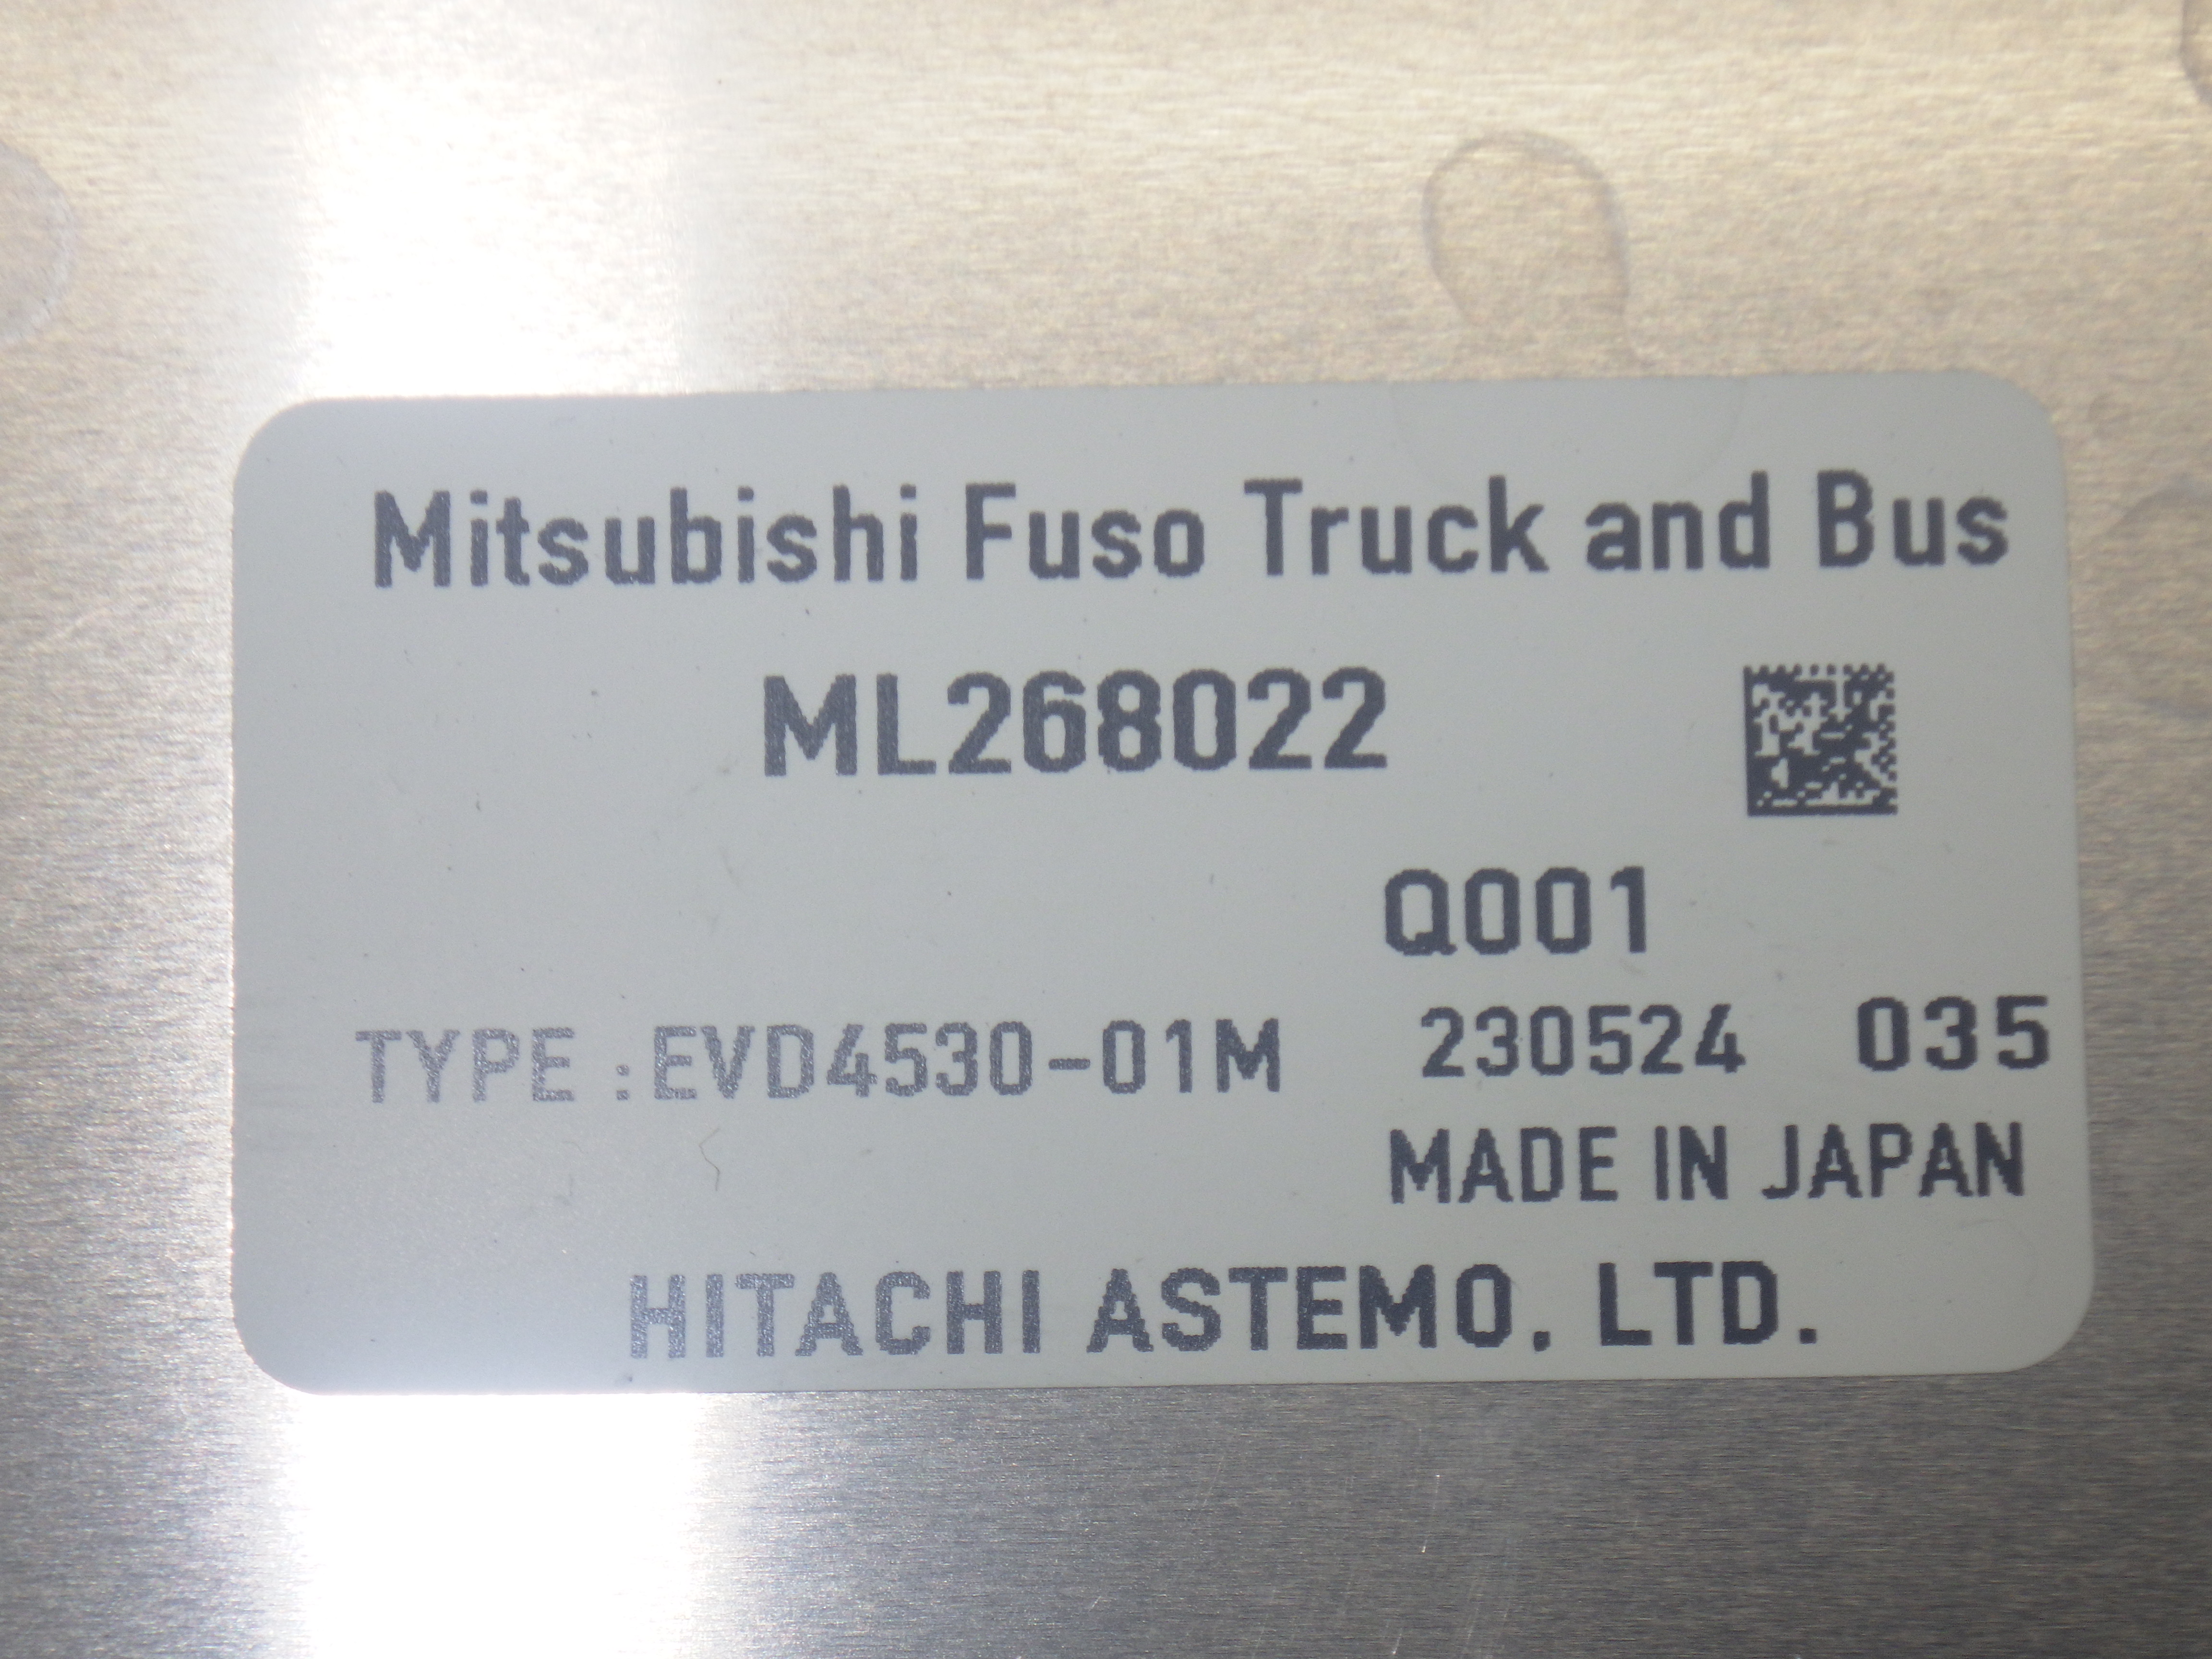 Mitsubishi Fuso Truck and Bus
ML268022
Q001
TYPE :EVD4530-01M 230524 035
MADE IN JAPAN
HITACHI ASTEMO, LTD.